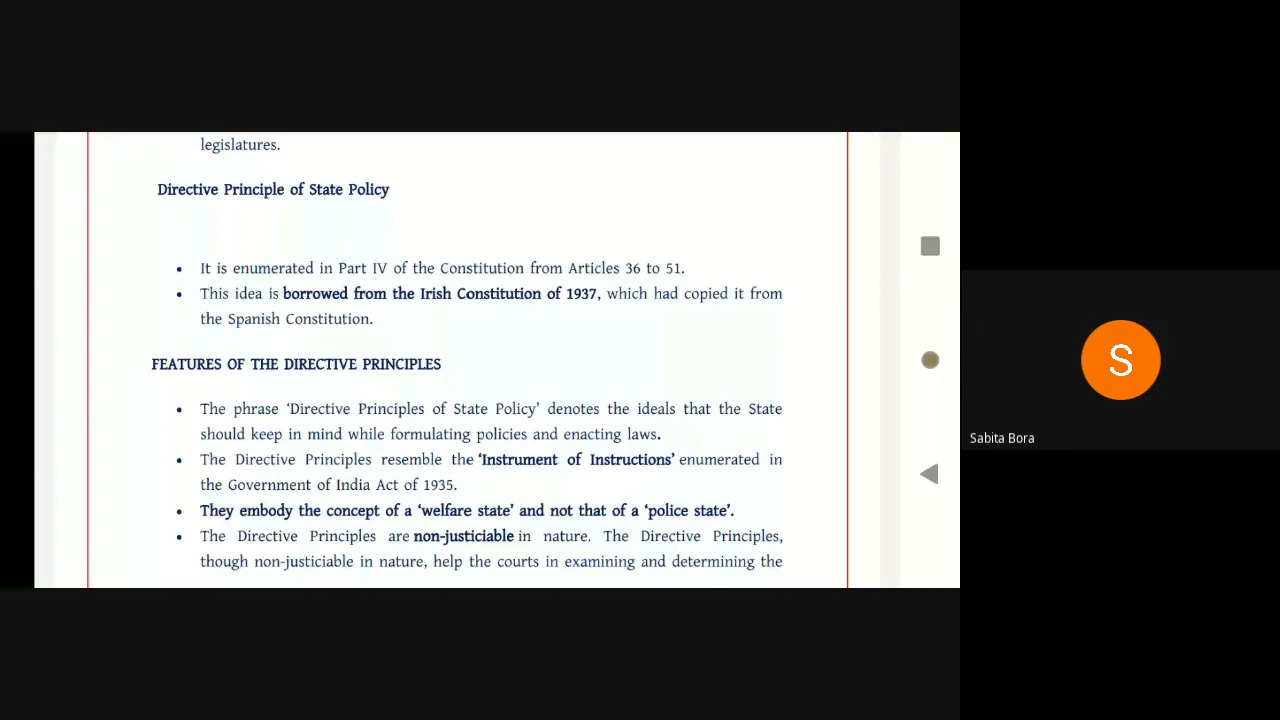 legislatures.
Directive Principle of State Policy
• It is enumerated in Part IV of the Constitution from Articles 36 to 51.
• This idea is borrowed from the Irish Constitution of 1937, which had copied it from
the Spanish Constitution.
FEATURES OF THE DIRECTIVE PRINCIPLES
• The phrase ‘Directive Principles of State Policy’ denotes the ideals that the State
should keep in mind while formulating policies and enacting laws.
• The Directive Principles resemble the ‘Instrument of Instructions’ enumerated in
the Government of India Act of 1935.
• They embody the concept of a ‘welfare state’ and not that of a ‘police state’.
• The Directive Principles are non-justiciable in nature. The Directive Principles,
though non-justiciable in nature, help the courts in examining and determining the
S
Sabita Bora